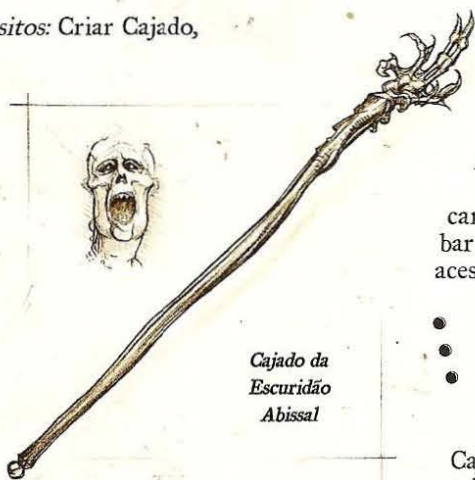 sitos: Criar Cajado,
Cajado da
Escuridão
Abissal
car
bar
aces
Ca